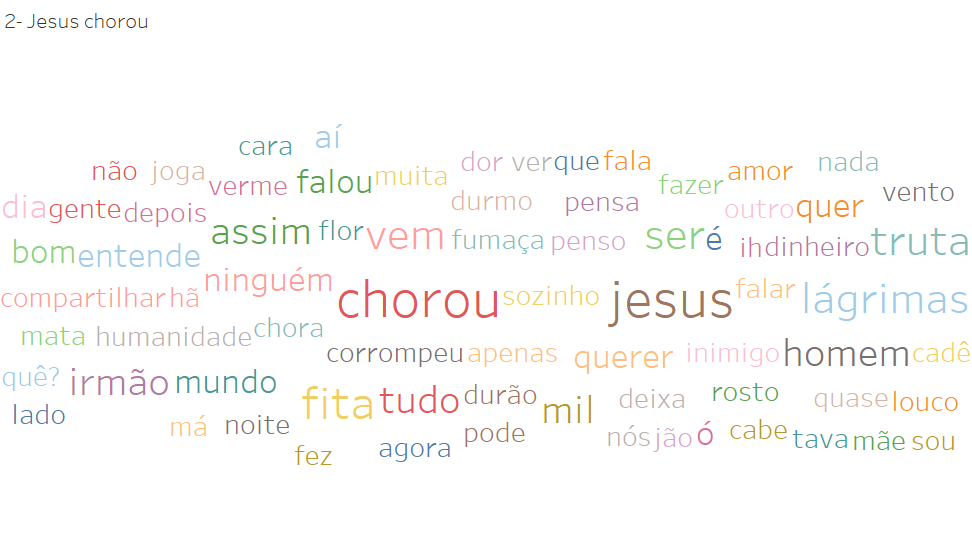 2- Jesus chorou
cara aí
não joga verme falou muita dor ver que fala fazer amor nada
dia gente depois durmo pensa outro quer vento
bom entende assim flor vem fumaça penso ser é ih dinheiro truta
compartilhar hã ninguém chorou sozinho jesus falar lágrimas
mata humanidade chora corrompeu apenas querer inimigo homem cadê
quê? irmão mundo fita tudo durão mil deixa rosto quase louco
lado má noite fez agora pode nós jão ó cabe tava mãe sou